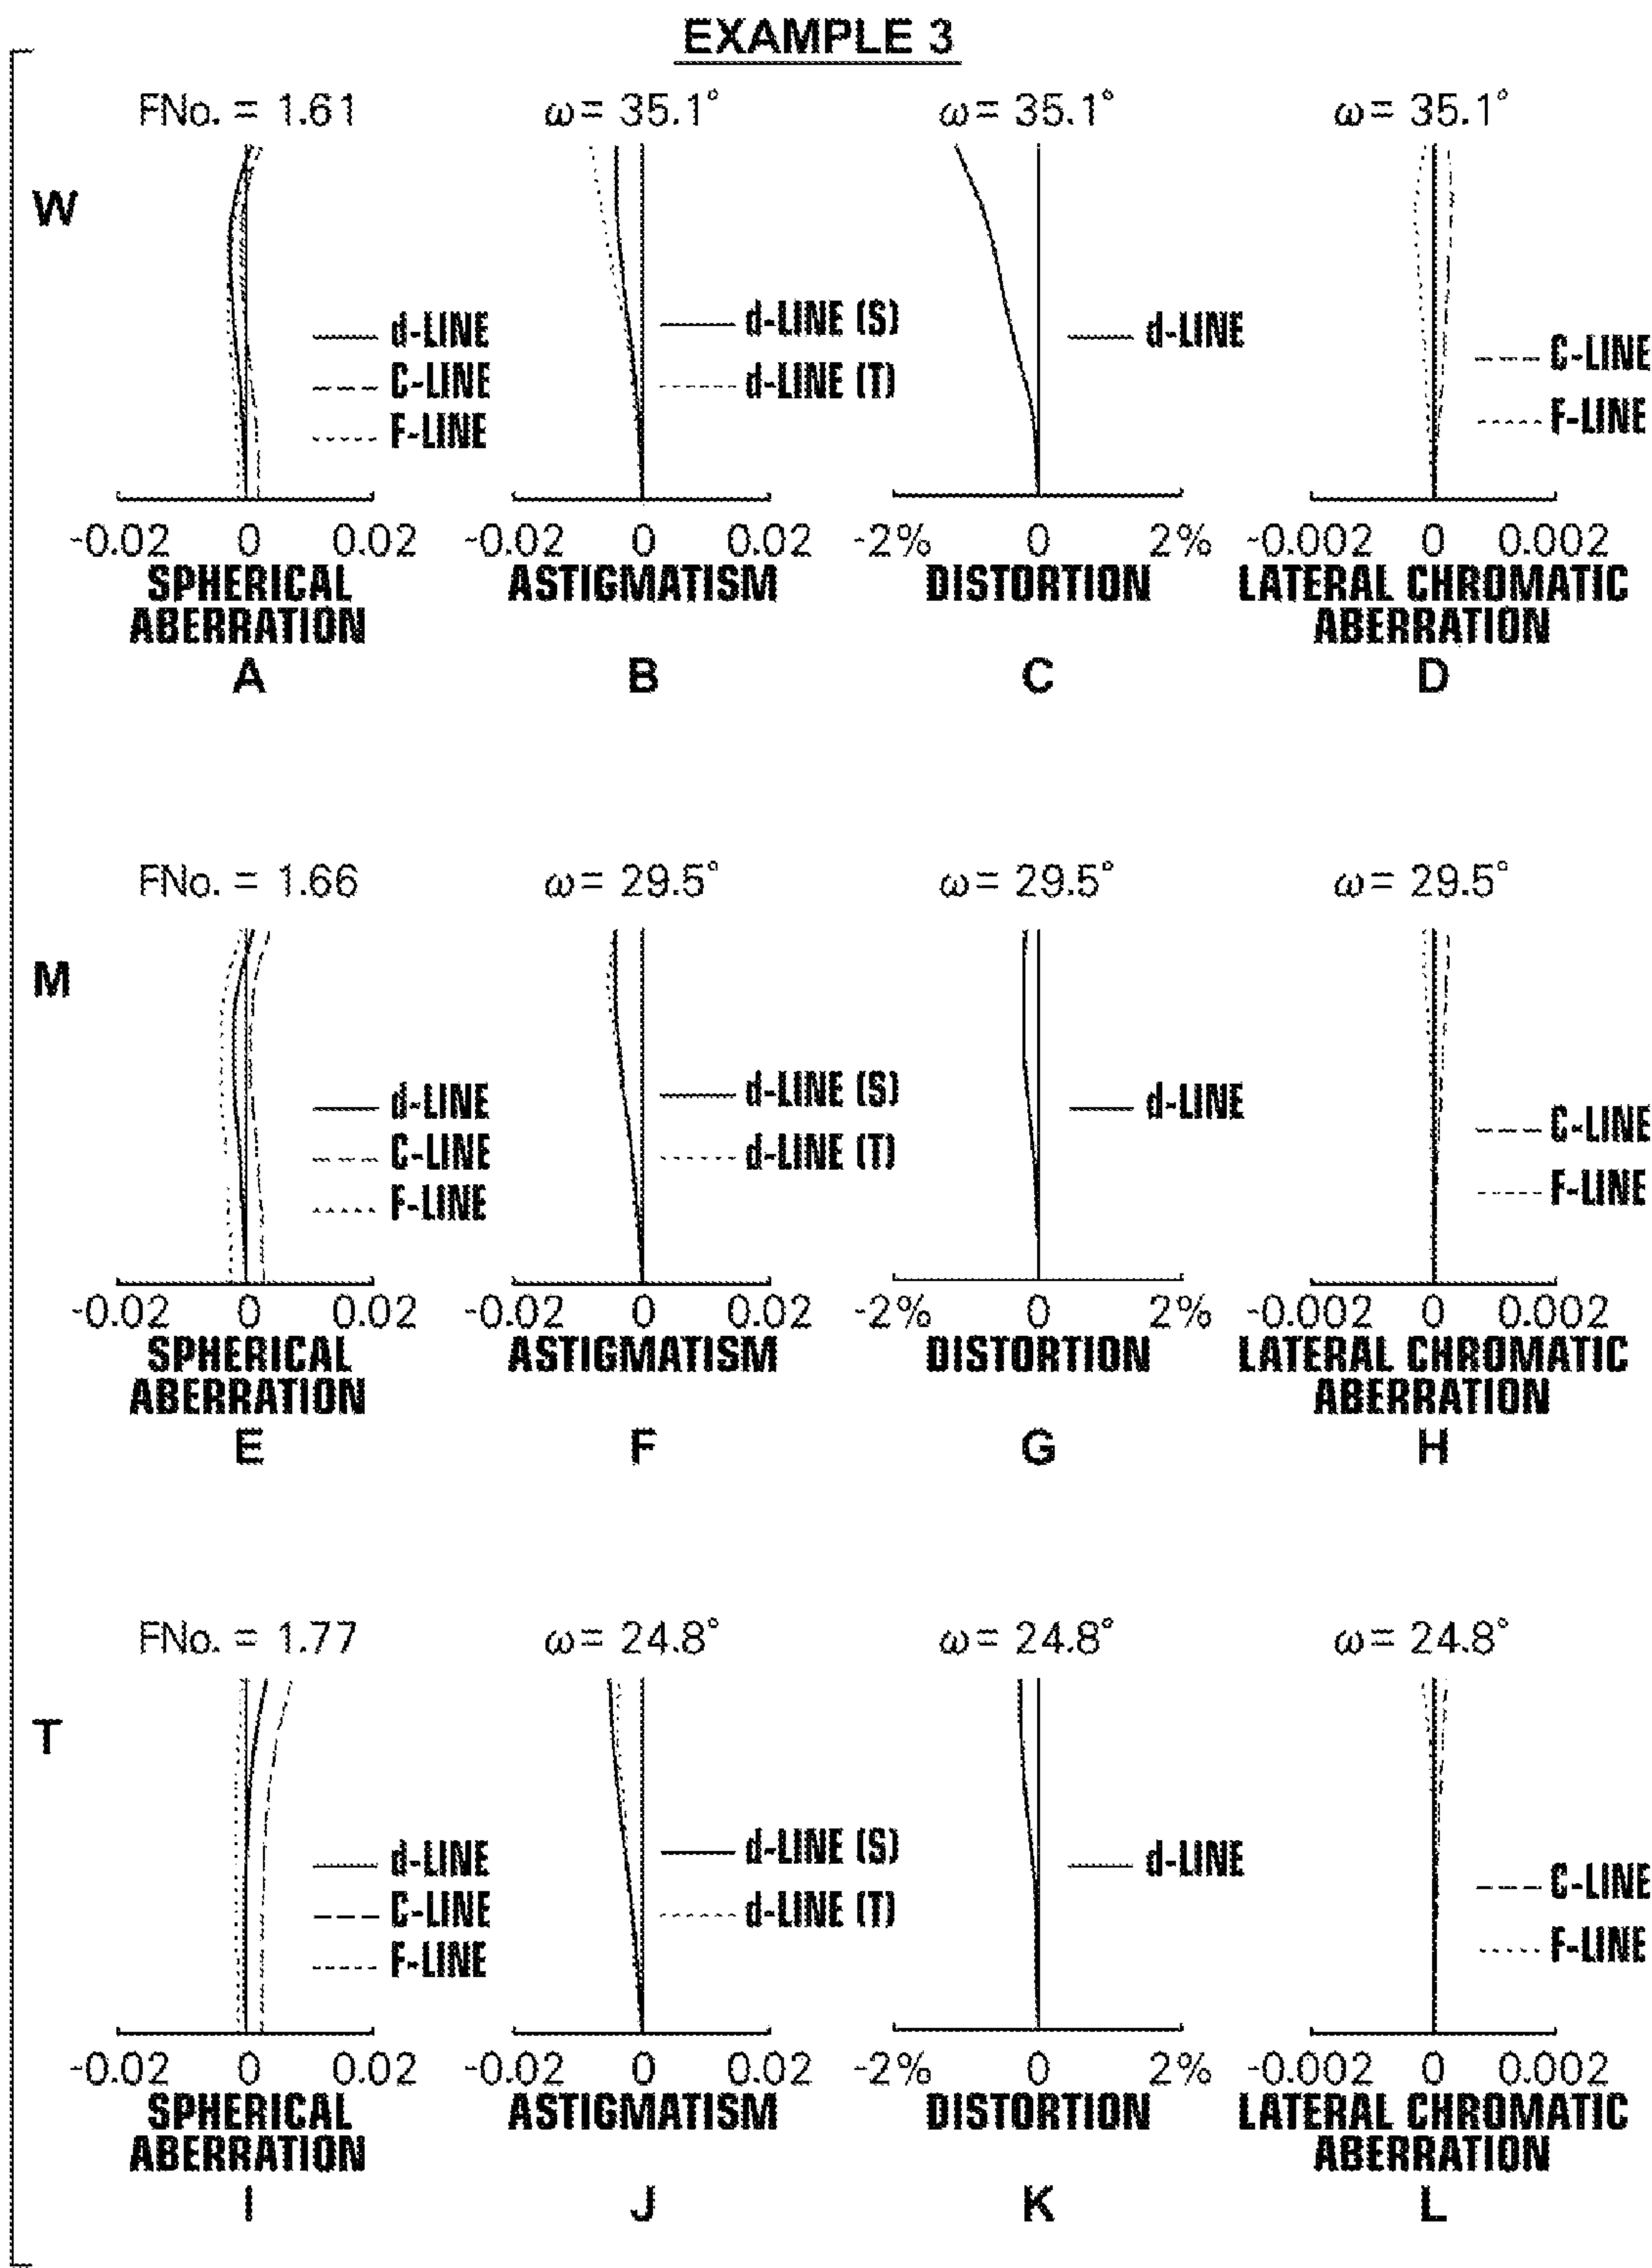 EXAMPLE 3
FNo. = 1.61
ω= 35.1°
ω= 35.1°
ω= 35.1°
W
d-LINE
C-LINE
F-LINE
d-LINE (S)
d-LINE (T)
d-LINE
C-LINE
F-LINE
-0.02 0 0.02
-0.02 0 0.02
-2% 0 2%
-0.002 0 0.002
SPHERICAL
ABERRATION
ASTIGMATISM
DISTORTION
LATERAL CHROMATIC
ABERRATION
A
B
C
D
FNo. = 1.66
ω= 29.5°
ω= 29.5°
ω= 29.5°
M
d-LINE
C-LINE
F-LINE
d-LINE (S)
d-LINE (T)
d-LINE
C-LINE
F-LINE
-0.02 0 0.02
-0.02 0 0.02
-2% 0 2%
-0.002 0 0.002
SPHERICAL
ABERRATION
ASTIGMATISM
DISTORTION
LATERAL CHROMATIC
ABERRATION
E
F
G
H
FNo. = 1.77
ω= 24.8°
ω= 24.8°
ω= 24.8°
T
d-LINE
C-LINE
F-LINE
d-LINE (S)
d-LINE (T)
d-LINE
C-LINE
F-LINE
-0.02 0 0.02
-0.02 0 0.02
-2% 0 2%
-0.002 0 0.002
SPHERICAL
ABERRATION
ASTIGMATISM
DISTORTION
LATERAL CHROMATIC
ABERRATION
I
J
K
L